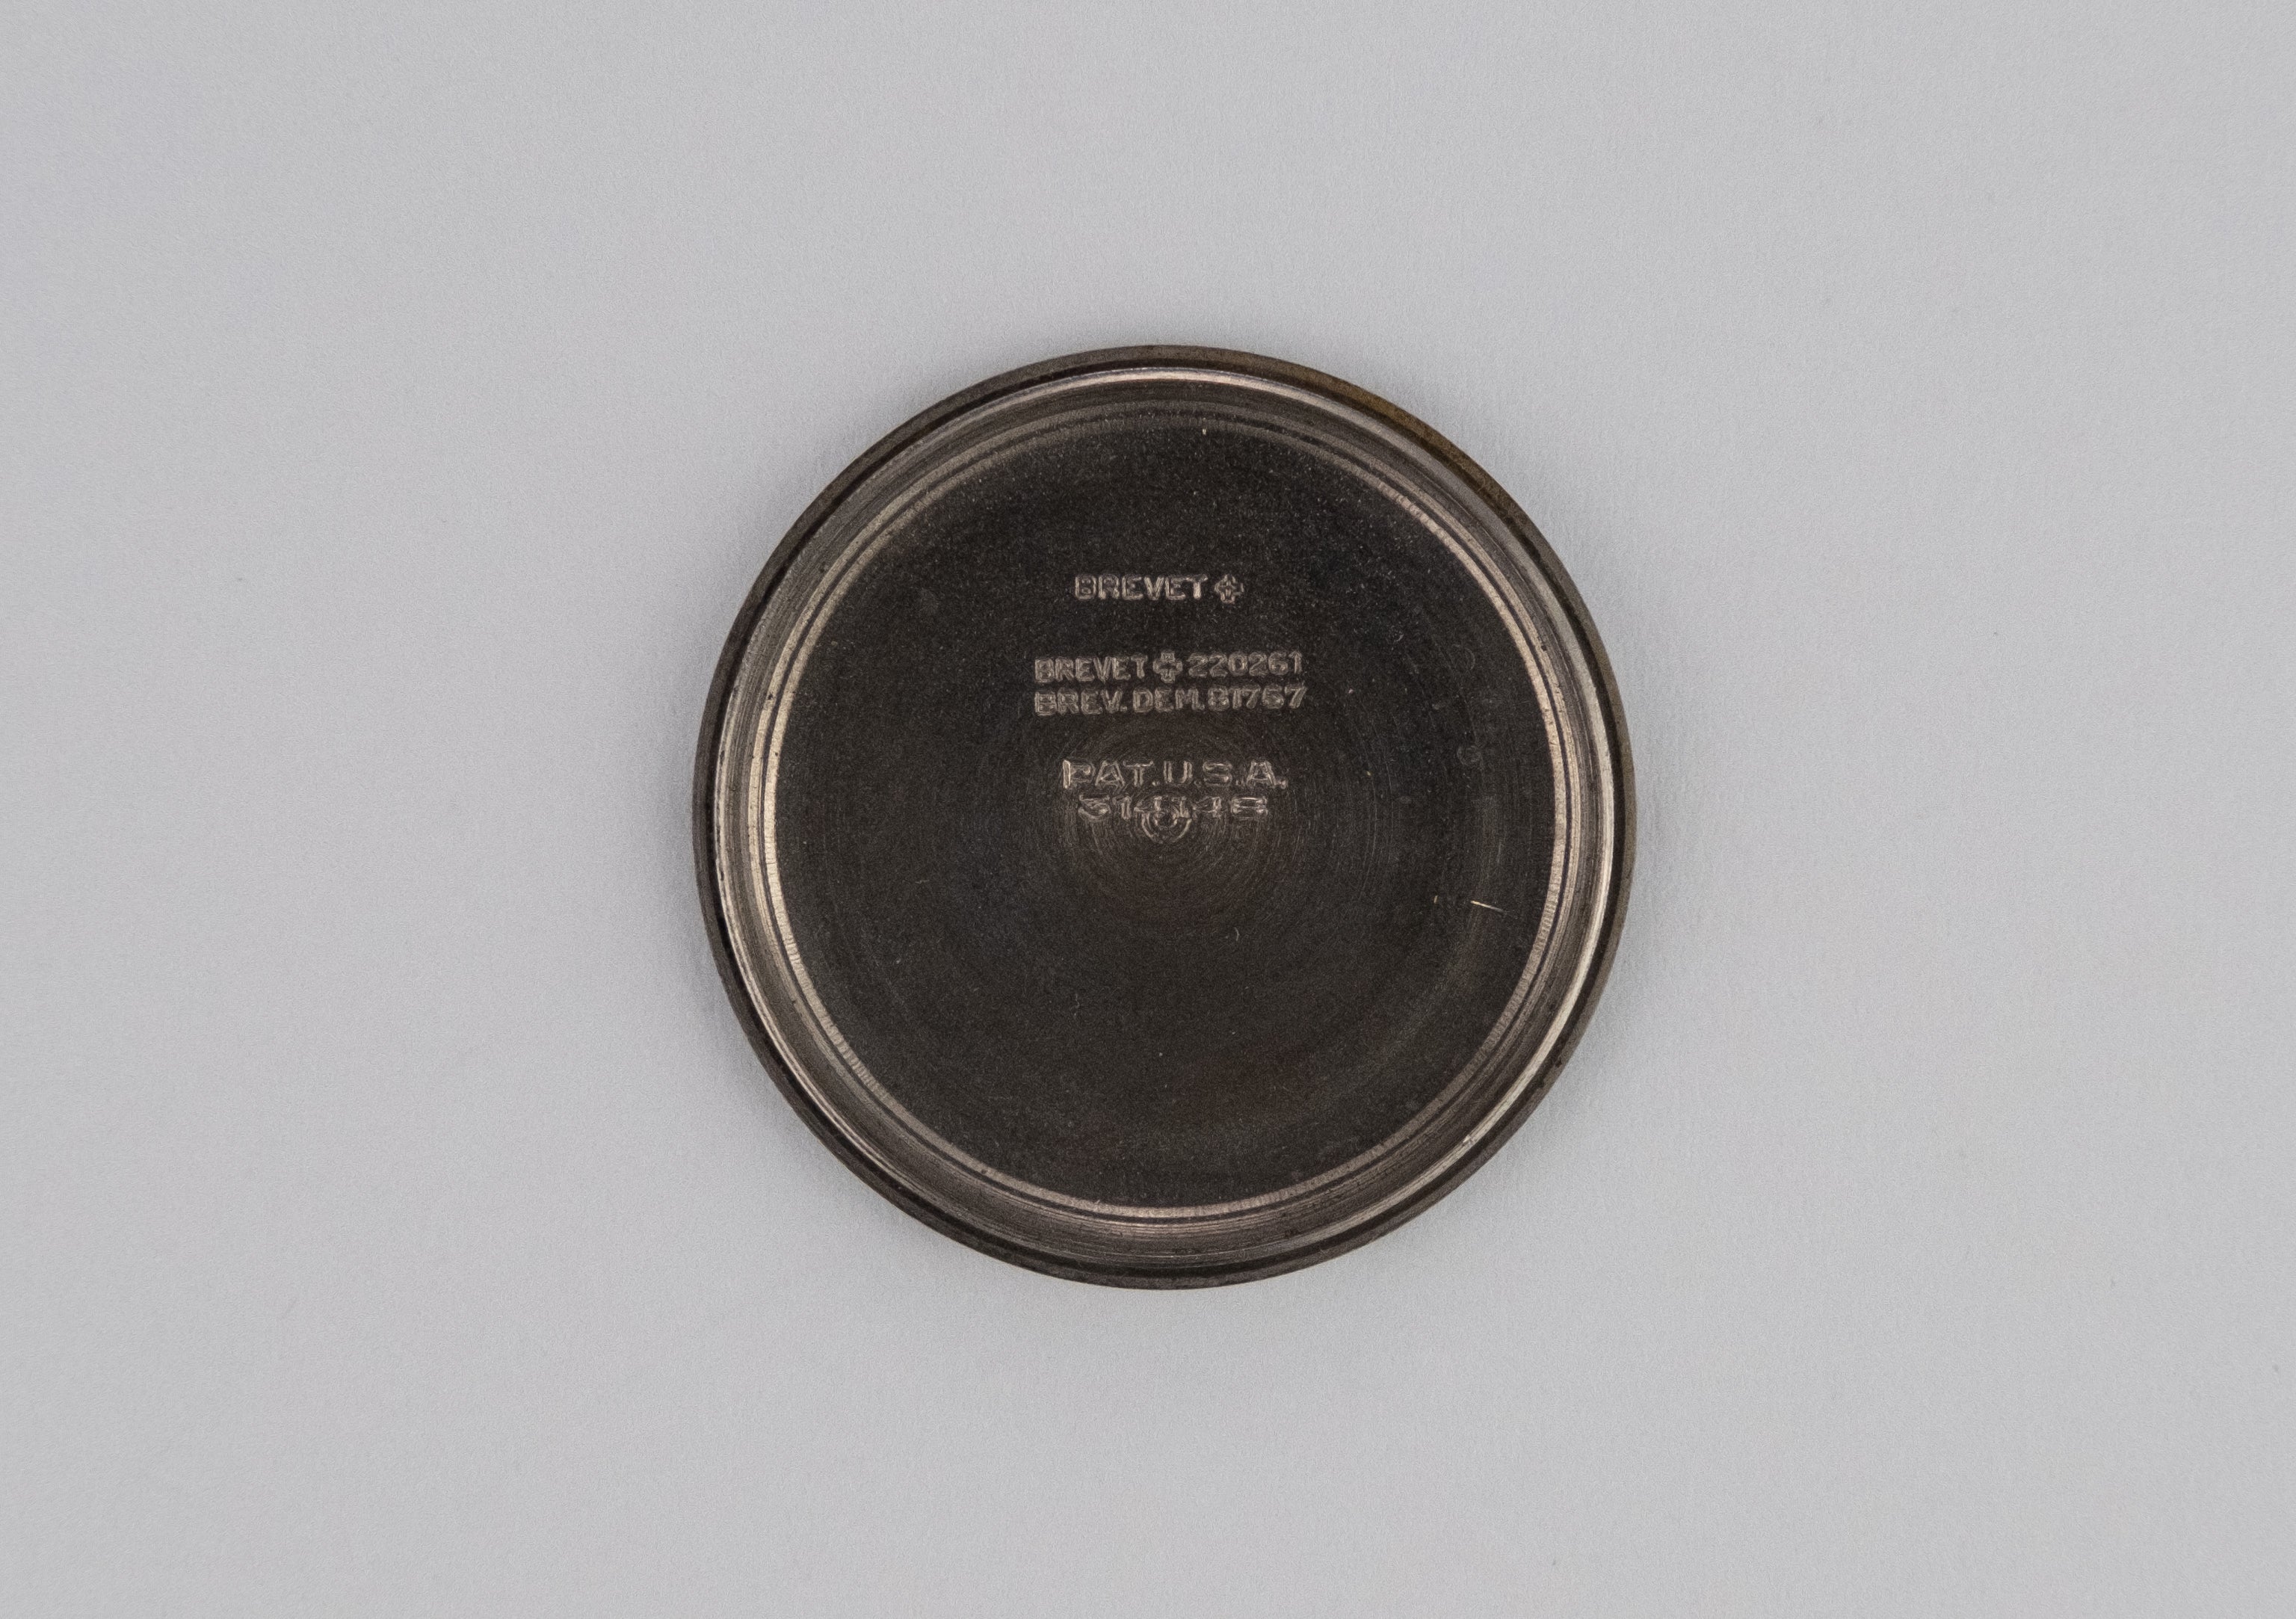 BREVET ✚
BREVET ✚ 220261
BREV. DEM. 81767
PAT. U.S.A.